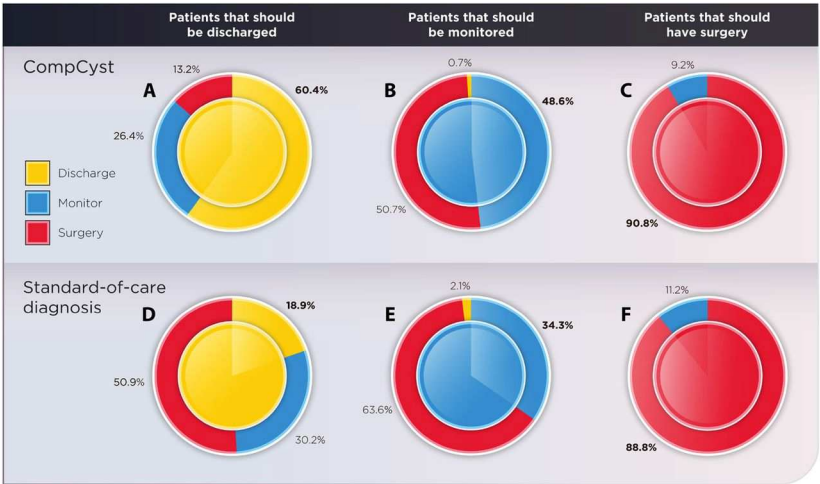 Patients that should
be discharged
Patients that should
be monitored
Patients that should
have surgery
CompCyst
A
13.2%
60.4%
26.4%
B
0.7%
48.6%
50.7%
C
9.2%
90.8%
Discharge
Monitor
Surgery
Standard-of-care
diagnosis
D
18.9%
50.9%
30.2%
E
2.1%
34.3%
63.6%
F
11.2%
88.8%